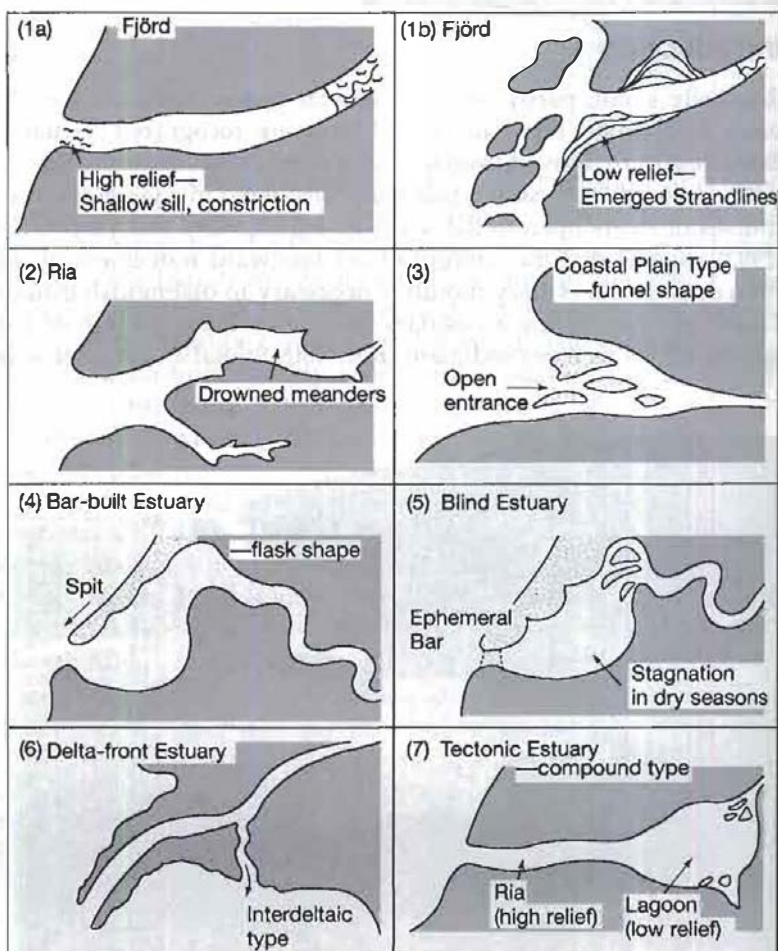 (1a)
Fjörd
High relief—
Shallow sill, constriction
(1b) Fjörd
Low relief—
Emerged Strandlines
(2) Ria
Drowned meanders
(3)
Coastal Plain Type
—funnel shape
Open
entrance
(4) Bar-built Estuary
—flask shape
Spit
(5) Blind Estuary
Ephemeral
Bar
Stagnation
in dry seasons
(6) Delta-front Estuary
Interdeltaic
type
(7) Tectonic Estuary
—compound type
Ria
(high relief)
Lagoon
(low relief)